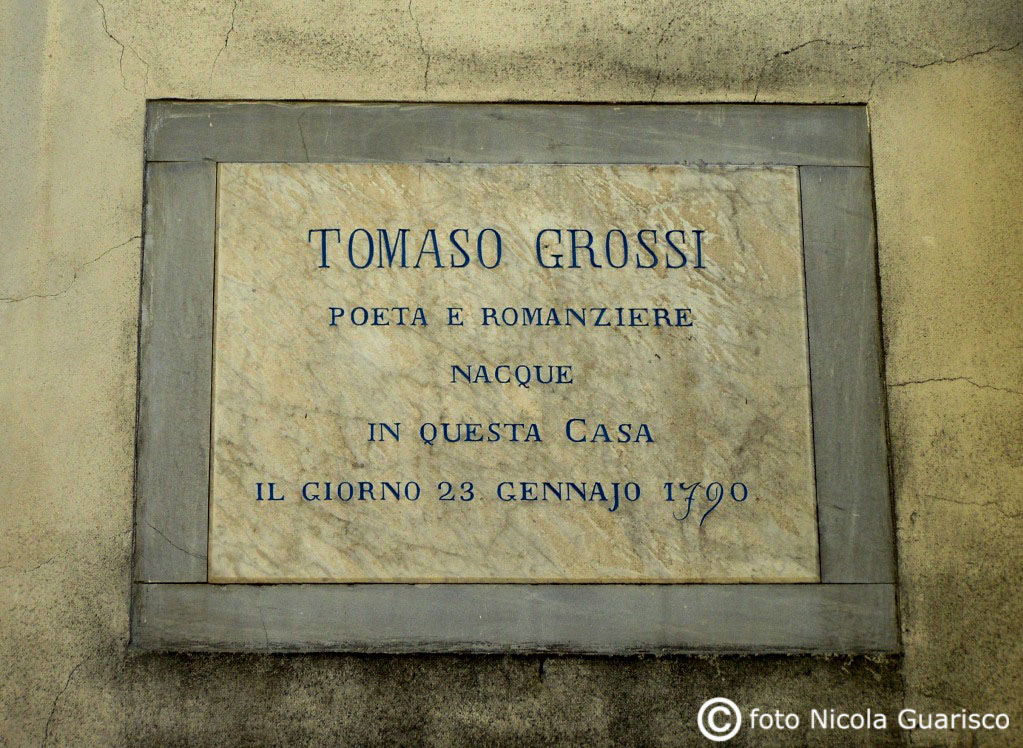 TOMASO GROSSI
POETA E ROMANZIERE
NACQUE
IN QUESTA CASA
IL GIORNO 23 GENNAJO 1790.
© foto Nicola Guarisco